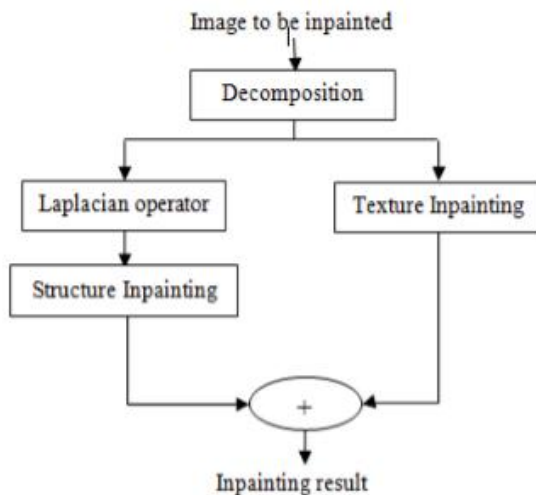 Image to be inpainted
Decomposition
Laplacian operator
Texture Inpainting
Structure Inpainting
+
Inpainting result